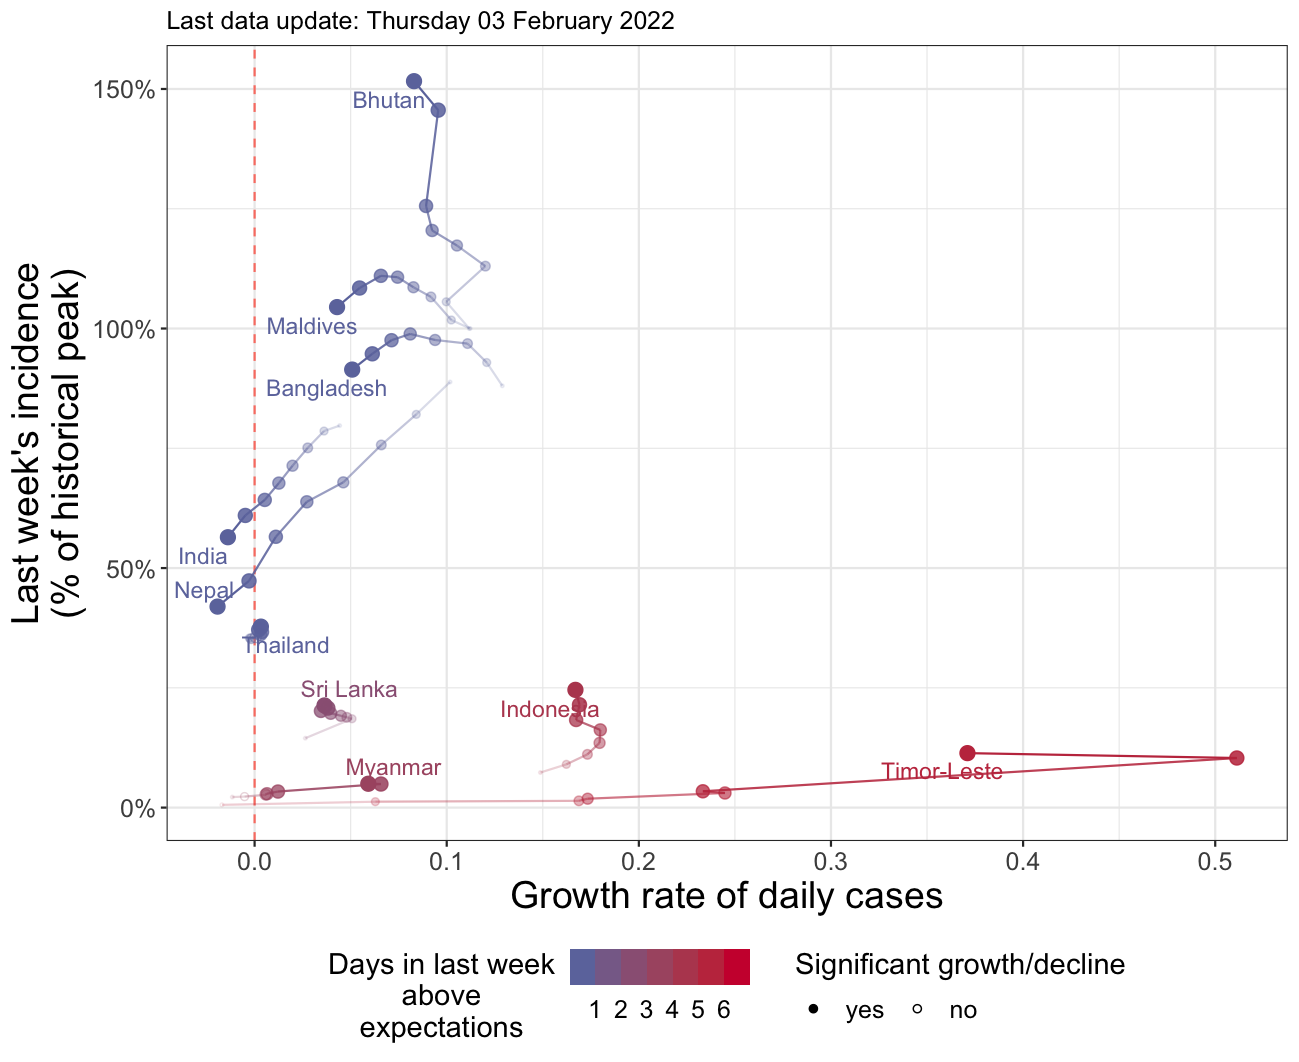 Last data update: Thursday 03 February 2022
150%
100%
50%
0%
Last week's incidence
(% of historical peak)
Bhutan
Maldives
Bangladesh
India
Nepal
Thailand
Sri Lanka
Indonesia
Myanmar
Timor-Leste
0.0 0.1 0.2 0.3 0.4 0.5
Growth rate of daily cases
Days in last week
above
expectations
1 2 3 4 5 6
Significant growth/decline
yes no